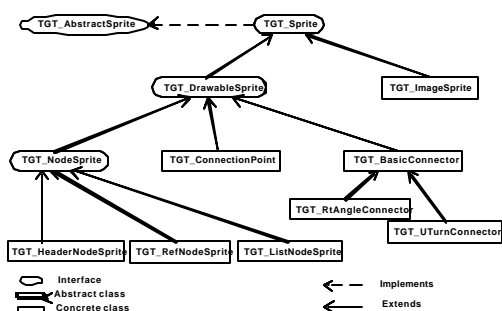 TGT_AbstractSprite
TGT_Sprite
TGT_DrawableSprite
TGT_ImageSprite
TGT_NodeSprite
TGT_ConnectionPoint
TGT_BasicConnector
TGT_RtAngleConnector
TGT_UTurnConnector
TGT_HeaderNodeSprite
TGT_RefNodeSprite
TGT_ListNodeSprite
Interface
Implements
Abstract class
Extends
Concrete class